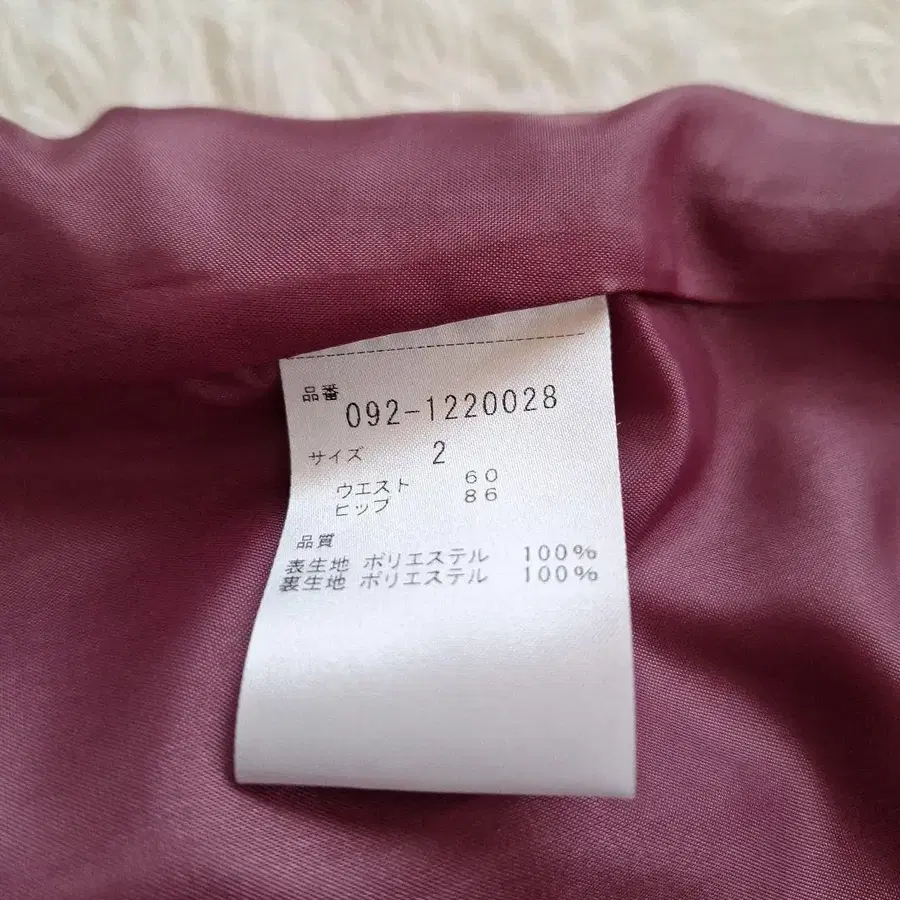 品番 092-1220028
サイズ 2
ウエスト 60
ヒップ 86
品質
表生地 ポリエステル 100%
裏生地 ポリエステル 100%